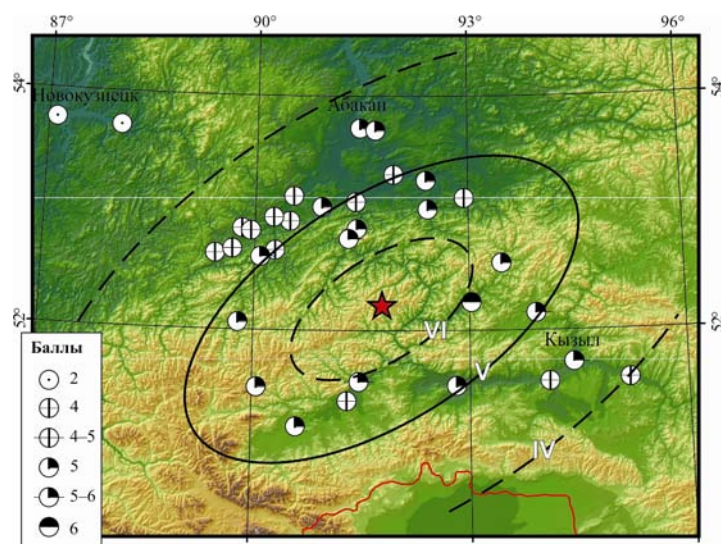 87° 90° 93° 96°
54° 54°
Новокузнецк
Абакан
52° 52°
VI
Кызыл
V
IV
Баллы
2
4
4–5
5
5–6
6